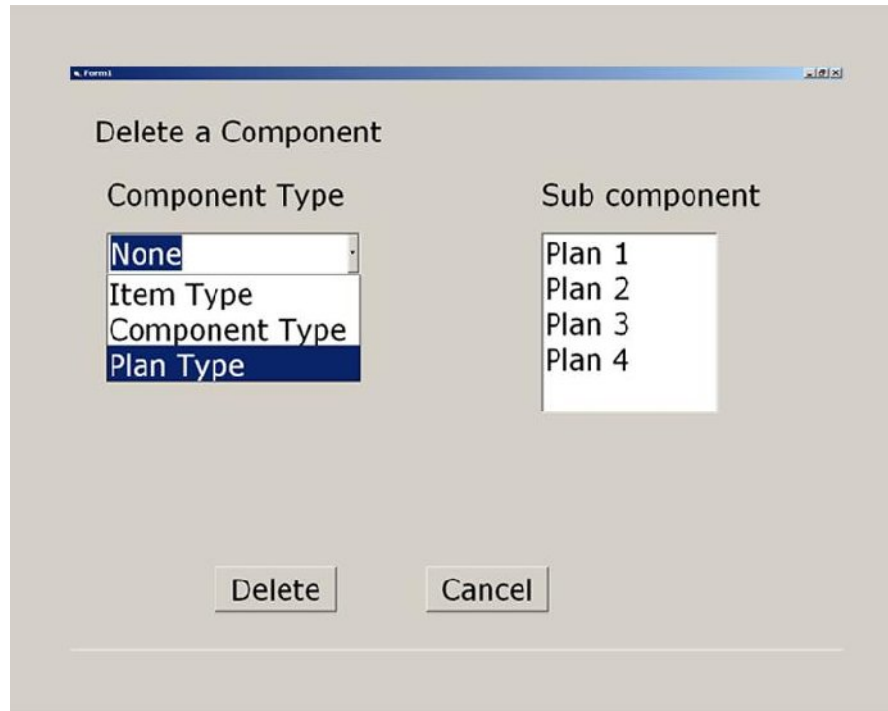 Form1
Delete a Component
Component Type
Sub component
None
Item Type
Component Type
Plan Type
Plan 1
Plan 2
Plan 3
Plan 4
Delete
Cancel